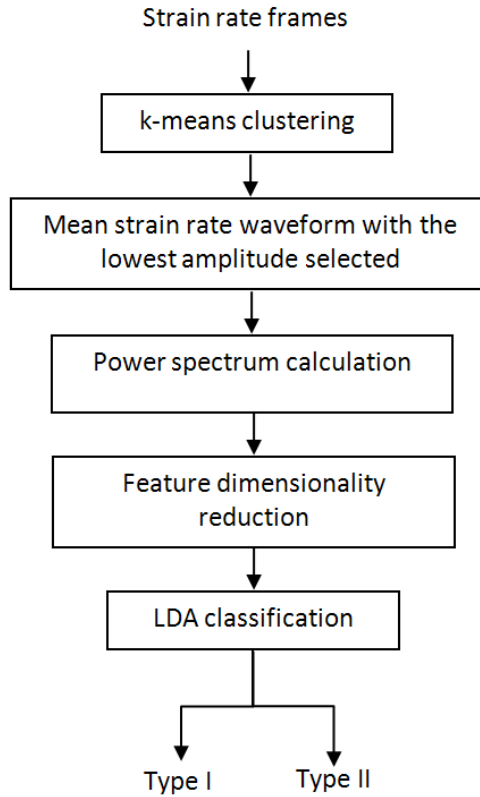 Strain rate frames
k-means clustering
Mean strain rate waveform with the
lowest amplitude selected
Power spectrum calculation
Feature dimensionality
reduction
LDA classification
Type I
Type II